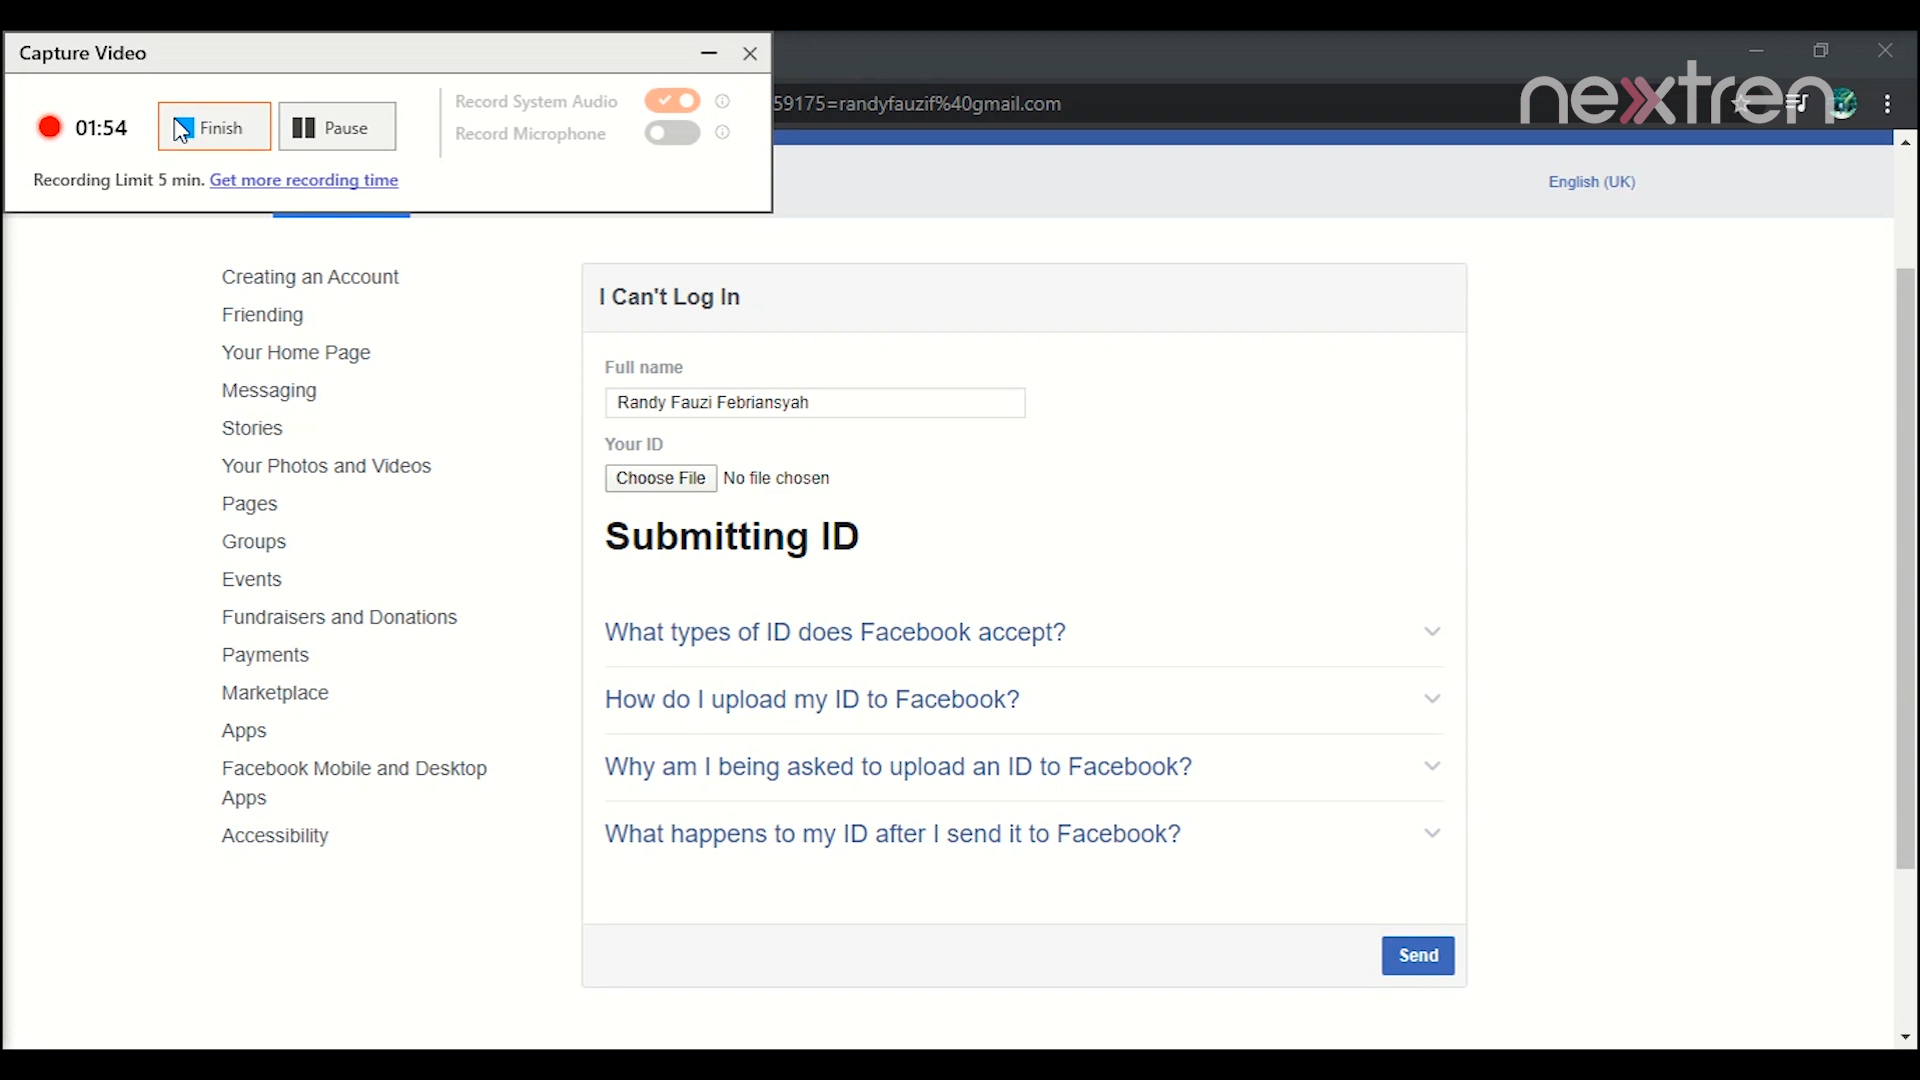 Capture Video
01:54
Finish
Pause
Record System Audio
Record Microphone
Recording Limit 5 min. Get more recording time
59175=randyfauzif%40gmail.com
nextren
English (UK)
Creating an Account
Friending
Your Home Page
Messaging
Stories
Your Photos and Videos
Pages
Groups
Events
Fundraisers and Donations
Payments
Marketplace
Apps
Facebook Mobile and Desktop
Apps
Accessibility
I Can't Log In
Full name
Randy Fauzi Febriansyah
Your ID
Choose File No file chosen
Submitting ID
What types of ID does Facebook accept?
How do I upload my ID to Facebook?
Why am I being asked to upload an ID to Facebook?
What happens to my ID after I send it to Facebook?
Send